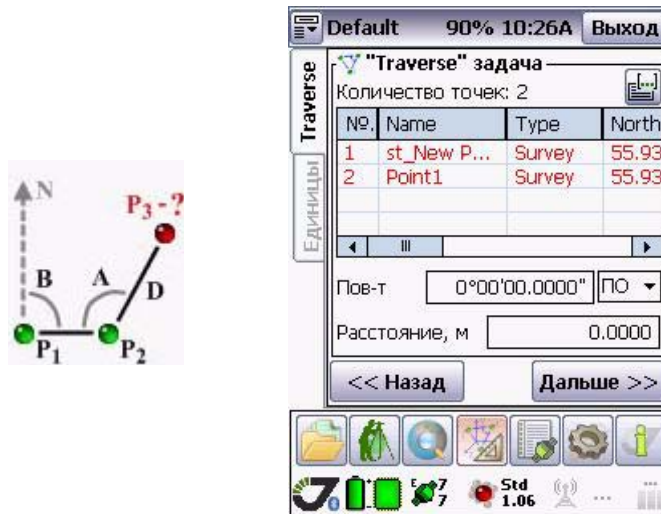 N
P3 - ?
B
A
D
P1
P2
Default 90% 10:26A Выход
Traverse
Единицы
"Traverse" задача
Количество точек: 2
№. Name Type North
1 st_New P... Survey 55.93
2 Point1 Survey 55.93
Пов-т 0°00'00.0000" ПО
Расстояние, м 0.0000
<< Назад Дальше >>
E 7
7
Std
1.06
...